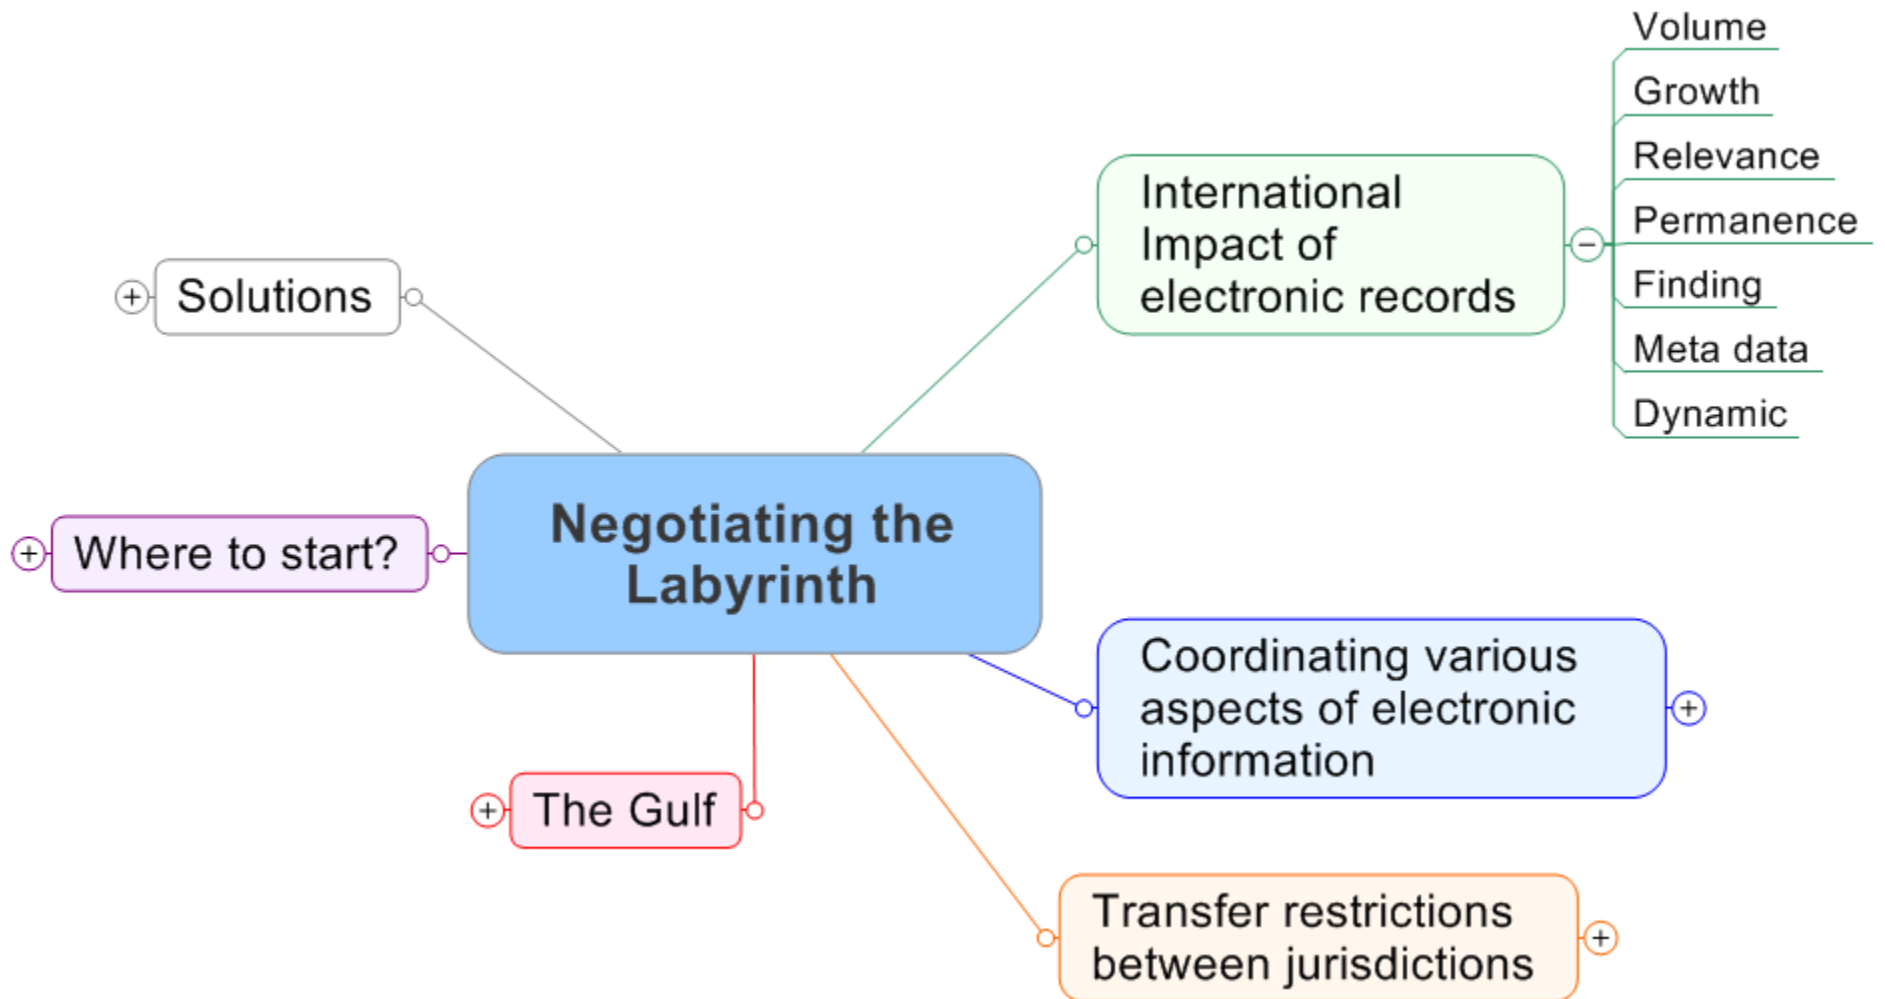 Negotiating the
Labyrinth
International
Impact of
electronic records
Volume
Growth
Relevance
Permanence
Finding
Meta data
Dynamic
Coordinating various
aspects of electronic
information
Transfer restrictions
between jurisdictions
The Gulf
Where to start?
Solutions